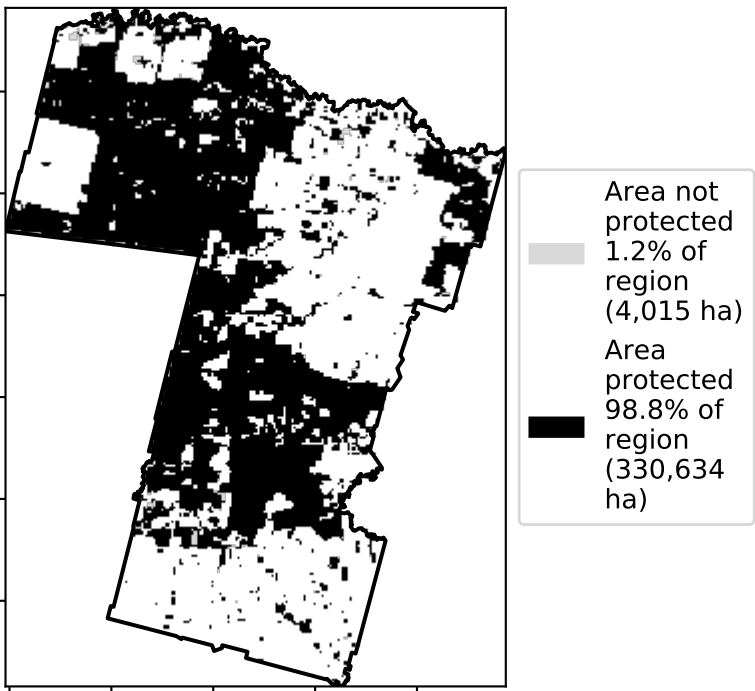 Area not
protected
1.2% of
region
(4,015 ha)
Area
protected
98.8% of
region
(330,634
ha)